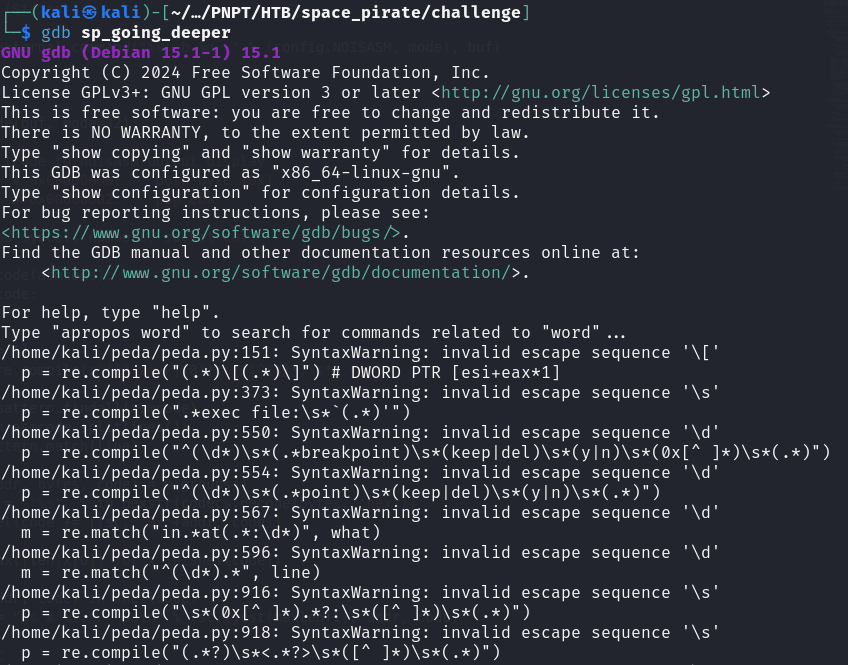 ┌──(kali㉿kali)-[~/…/PNPT/HTB/space_pirate/challenge]
└─$ gdb sp_going_deeper
GNU gdb (Debian 15.1-1) 15.1
Copyright (C) 2024 Free Software Foundation, Inc.
License GPLv3+: GNU GPL version 3 or later <http://gnu.org/licenses/gpl.html>
This is free software: you are free to change and redistribute it.
There is NO WARRANTY, to the extent permitted by law.
Type "show copying" and "show warranty" for details.
This GDB was configured as "x86_64-linux-gnu".
Type "show configuration" for configuration details.
For bug reporting instructions, please see:
<https://www.gnu.org/software/gdb/bugs/>.
Find the GDB manual and other documentation resources online at:
    <http://www.gnu.org/software/gdb/documentation/>.
For help, type "help".
Type "apropos word" to search for commands related to "word"...
/home/kali/peda/peda.py:151: SyntaxWarning: invalid escape sequence '\['
  p = re.compile("(.*)\[(.*)\]") # DWORD PTR [esi+eax*1]
/home/kali/peda/peda.py:373: SyntaxWarning: invalid escape sequence '\s'
  p = re.compile(".*exec file:\s*`(.*)'")
/home/kali/peda/peda.py:550: SyntaxWarning: invalid escape sequence '\d'
  p = re.compile("^(\d*)\s*(.*breakpoint)\s*(keep|del)\s*(y|n)\s*(0x[^ ]*)\s*(.*)")
/home/kali/peda/peda.py:554: SyntaxWarning: invalid escape sequence '\d'
  p = re.compile("^(\d*)\s*(.*point)\s*(keep|del)\s*(y|n)\s*(.*)")
/home/kali/peda/peda.py:567: SyntaxWarning: invalid escape sequence '\d'
  m = re.match("in.*at(.*:\d*)", what)
/home/kali/peda/peda.py:596: SyntaxWarning: invalid escape sequence '\d'
  m = re.match("^(\d*).*", line)
/home/kali/peda/peda.py:916: SyntaxWarning: invalid escape sequence '\s'
  p = re.compile("\s*(0x[^ ]*).*?:\s*([^ ]*)\s*(.*)")
/home/kali/peda/peda.py:918: SyntaxWarning: invalid escape sequence '\s'
  p = re.compile("(.*?)\s*<.*?>\s*([^ ]*)\s*(.*)")